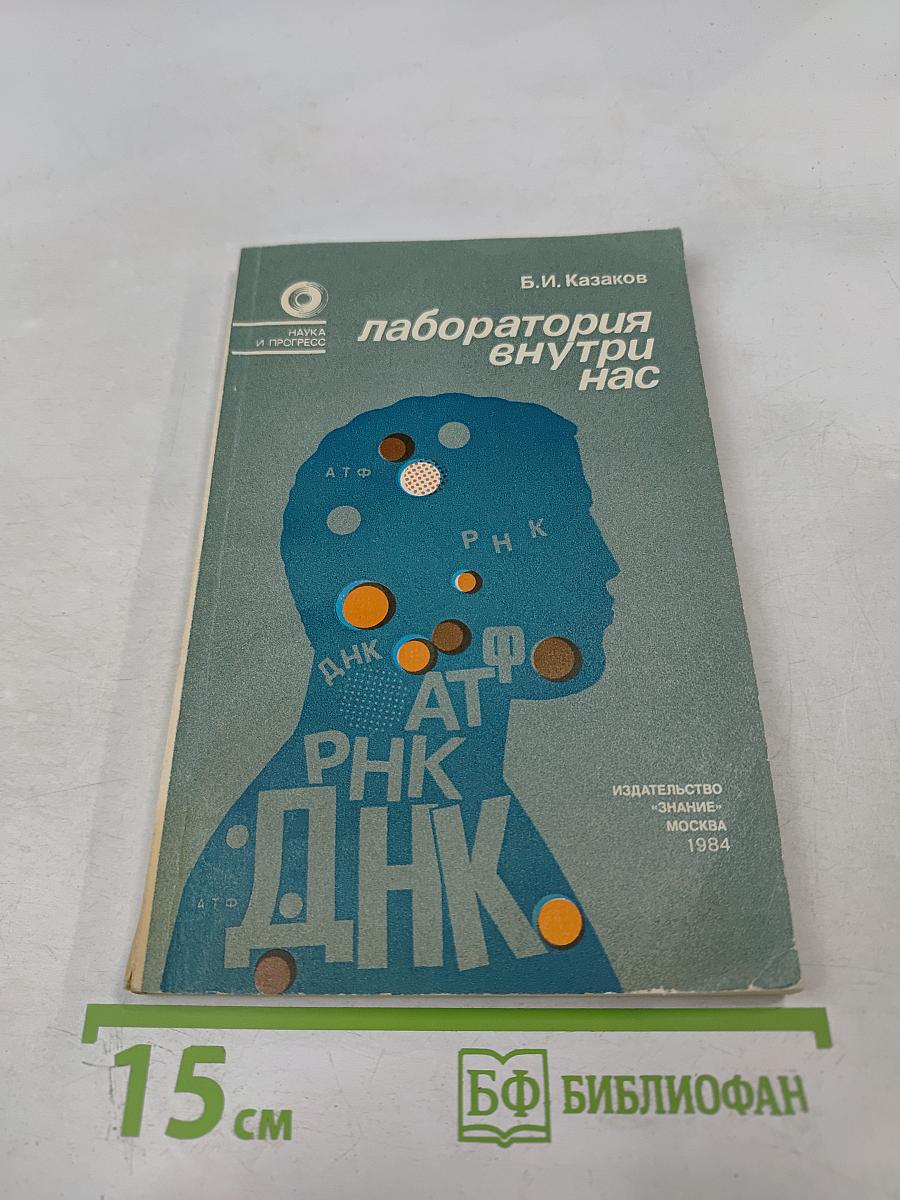 Б.И. Казаков
НАУКА
И ПРОГРЕСС
лаборатория
внутри
нас
АТФ
РНК
ДНК
АТФ
РНК
ДНК
АТФ
ИЗДАТЕЛЬСТВО
«ЗНАНИЕ»
МОСКВА
1984
15 см
БФ БИБЛИОФАН